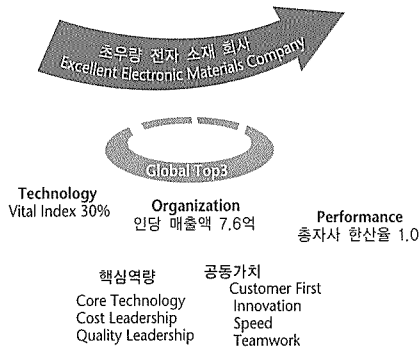 초우량 전자 소재 회사
Excellent Electronic Materials Company
Global Top3
Technology
Vital Index 30%
Organization
인당 매출액 7.6억
Performance
총자사 한산율 1.0
핵심역량
Core Technology
Cost Leadership
Quality Leadership
공동가치
Customer First
Innovation
Speed
Teamwork